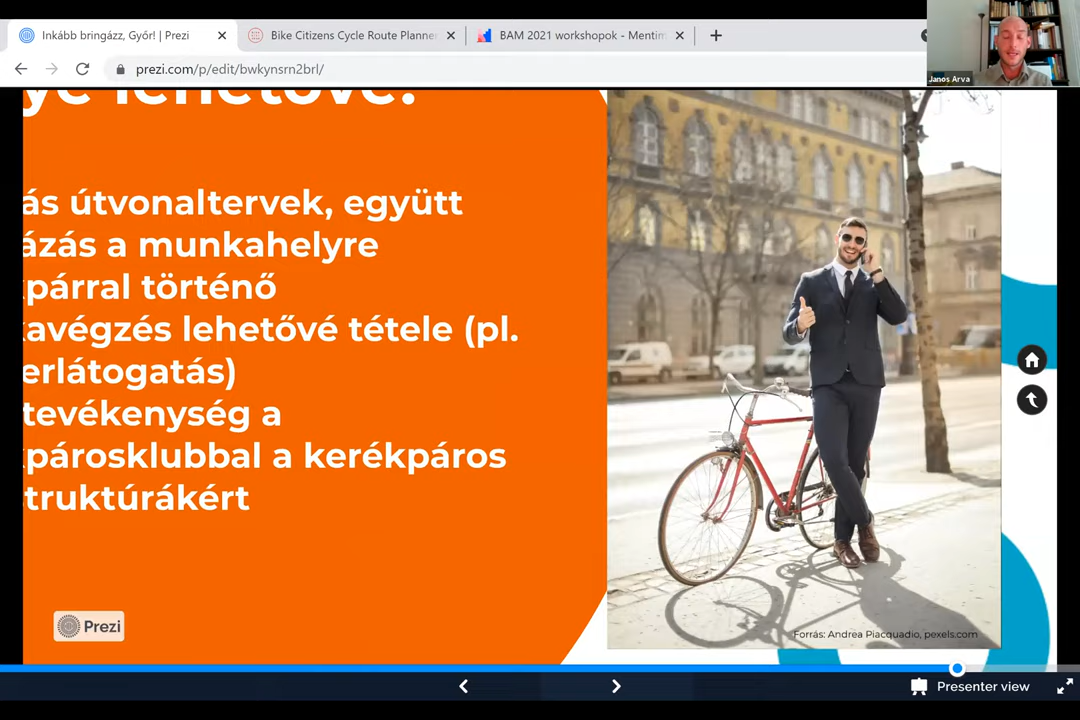 Inkább bringázz, Győr! | Prezi
Bike Citizens Cycle Route Planner
BAM 2021 workshopok - Mentim
prezi.com/p/edit/bwkynsrn2brl/
Janos Arva
lehetővé!
ás útvonaltervek, együtt
ázás a munkahelyre
párral történő
avégzés lehetővé tétele (pl.
erlátogatás)
tevékenység a
párosklubbal a kerékpáros
truktúrákért
Prezi
Forrás: Andrea Piacquadio, pexels.com
Presenter view